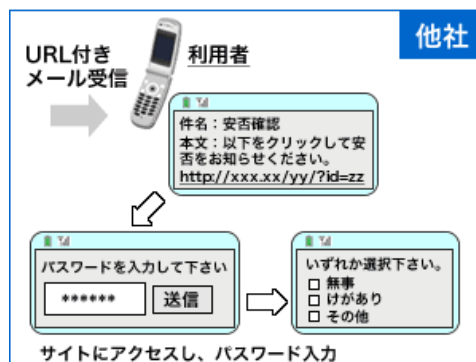 他社
URL付き
メール受信
利用者
件名：安否確認
本文：以下をクリックして安
否をお知らせください。
http://xxx.xx/yy/?id=zz
パスワードを入力して下さい
******
送信
いずれか選択下さい。
□ 無事
□ けがあり
□ その他
サイトにアクセスし、パスワード入力